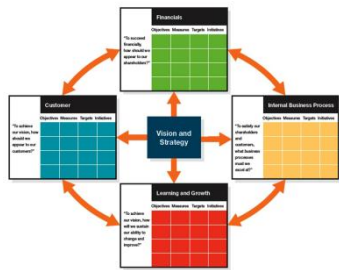 Financials
Objectives Measures Targets Initiatives
"To succeed
financially,
how should we
appear to our
shareholders?"
Customer
Objectives Measures Targets Initiatives
"To achieve
our vision, how
should we
appear to our
customers?"
Vision and
Strategy
Internal Business Process
Objectives Measures Targets Initiatives
"To satisfy our
shareholders
and
customers,
what business
processes
must we
excel at?"
Learning and Growth
Objectives Measures Targets Initiatives
"To achieve
our vision, how
will we sustain
our ability to
change and
improve?"